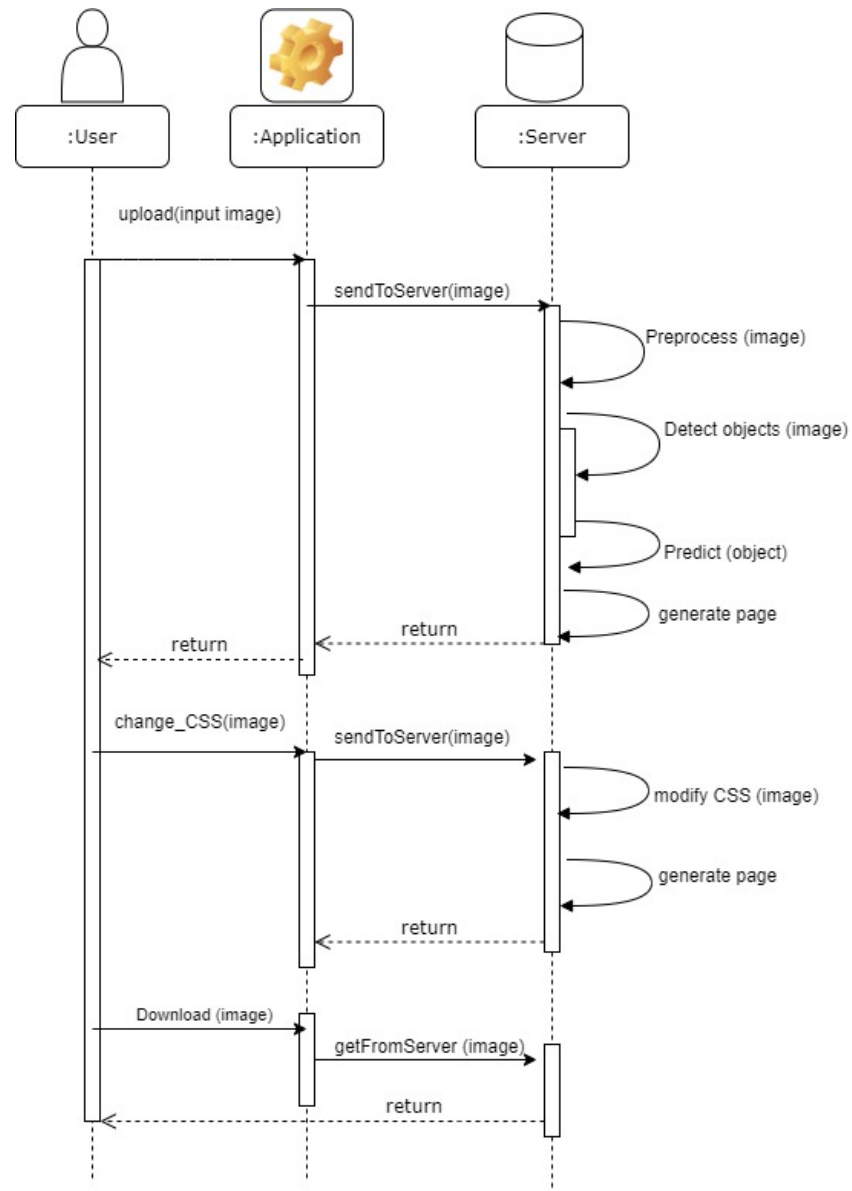 :User
:Application
:Server
upload(input image)
sendToServer(image)
Preprocess (image)
Detect objects (image)
Predict (object)
generate page
return
return
change_CSS(image)
sendToServer(image)
modify CSS (image)
generate page
return
Download (image)
getFromServer (image)
return